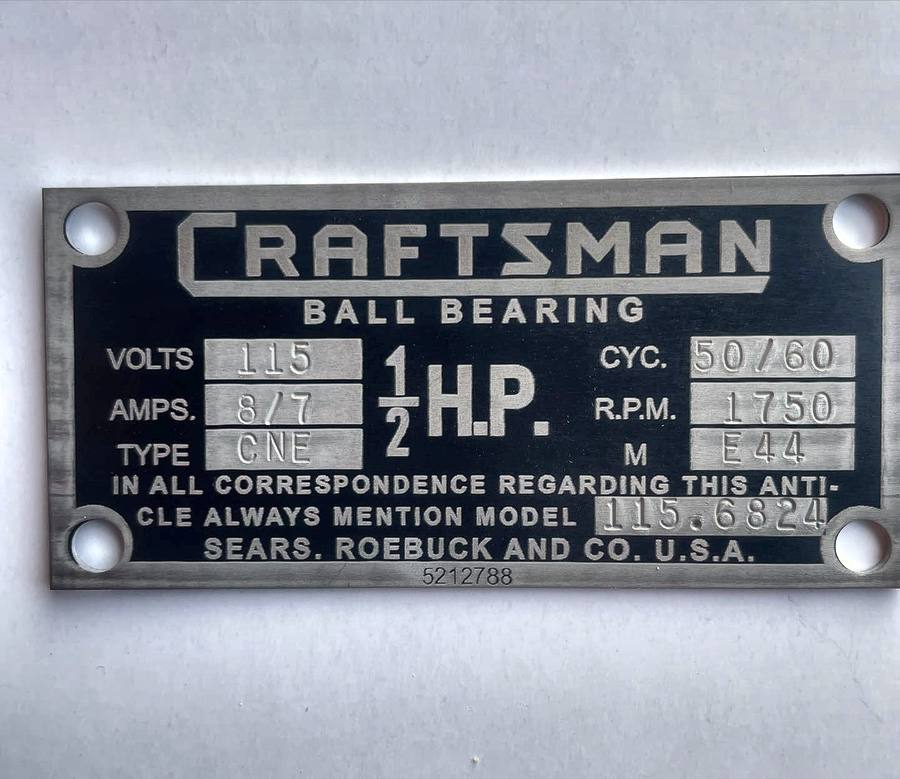 CRAFTSMAN
BALL BEARING
VOLTS 115
AMPS. 8/7
TYPE CNE
1/2 H.P.
CYC. 50/60
R.P.M. 1750
M E44
IN ALL CORRESPONDENCE REGARDING THIS ANTI-
CLE ALWAYS MENTION MODEL 115.6824
SEARS. ROEBUCK AND CO. U.S.A.
5212788